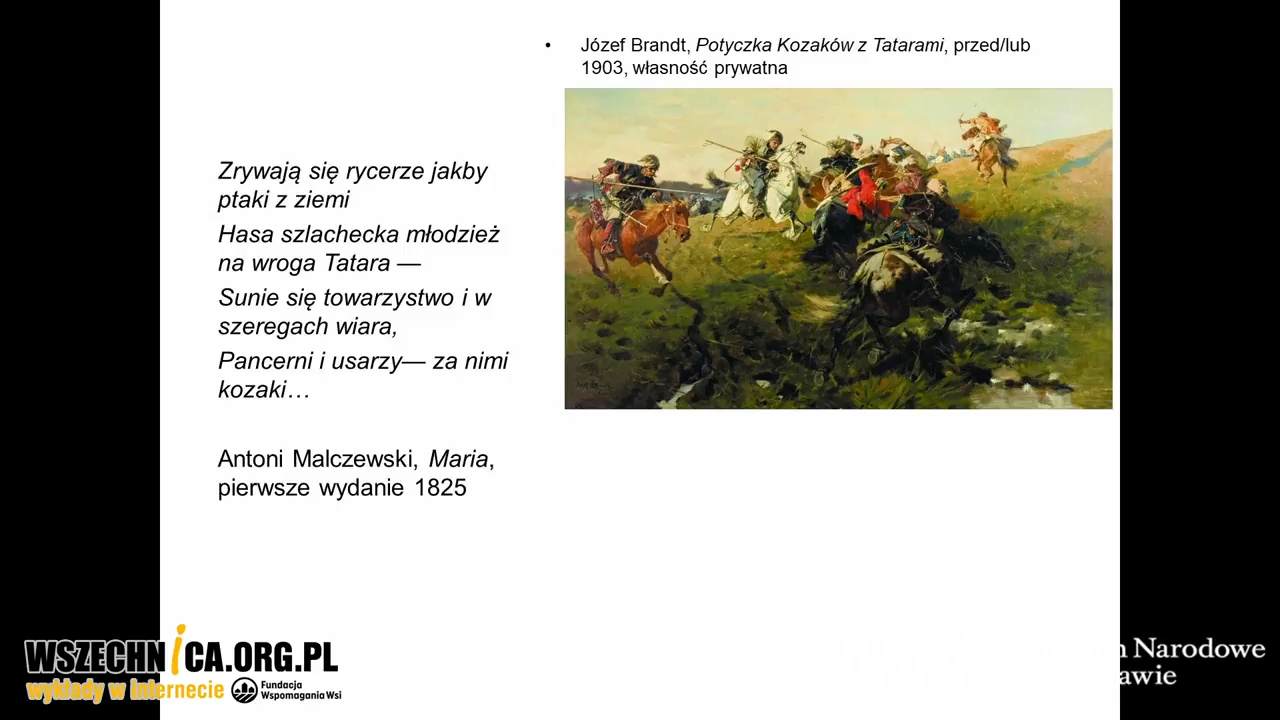 • Józef Brandt, Potyczka Kozaków z Tatarami, przed/lub
1903, własność prywatna
Zrywają się rycerze jakby
ptaki z ziemi
Hasa szlachecka młodzież
na wroga Tatara —
Sunie się towarzystwo i w
szeregach wiara,
Pancerni i usarzy— za nimi
kozaki…
Antoni Malczewski, Maria,
pierwsze wydanie 1825
WSZECHNICA.ORG.PL
wykłady w internecie
Fundacja
Wspomagania Wsi
Narodowe